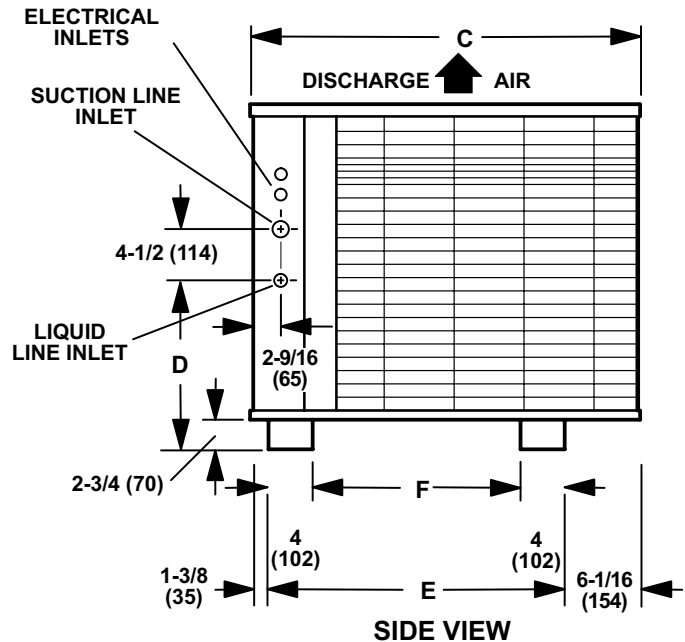 ELECTRICAL
INLETS
C
DISCHARGE AIR
SUCTION LINE
INLET
4-1/2 (114)
LIQUID
LINE INLET
D
2-9/16
(65)
2-3/4 (70)
F
4
(102)
4
(102)
1-3/8
(35)
E
6-1/16
(154)
SIDE VIEW